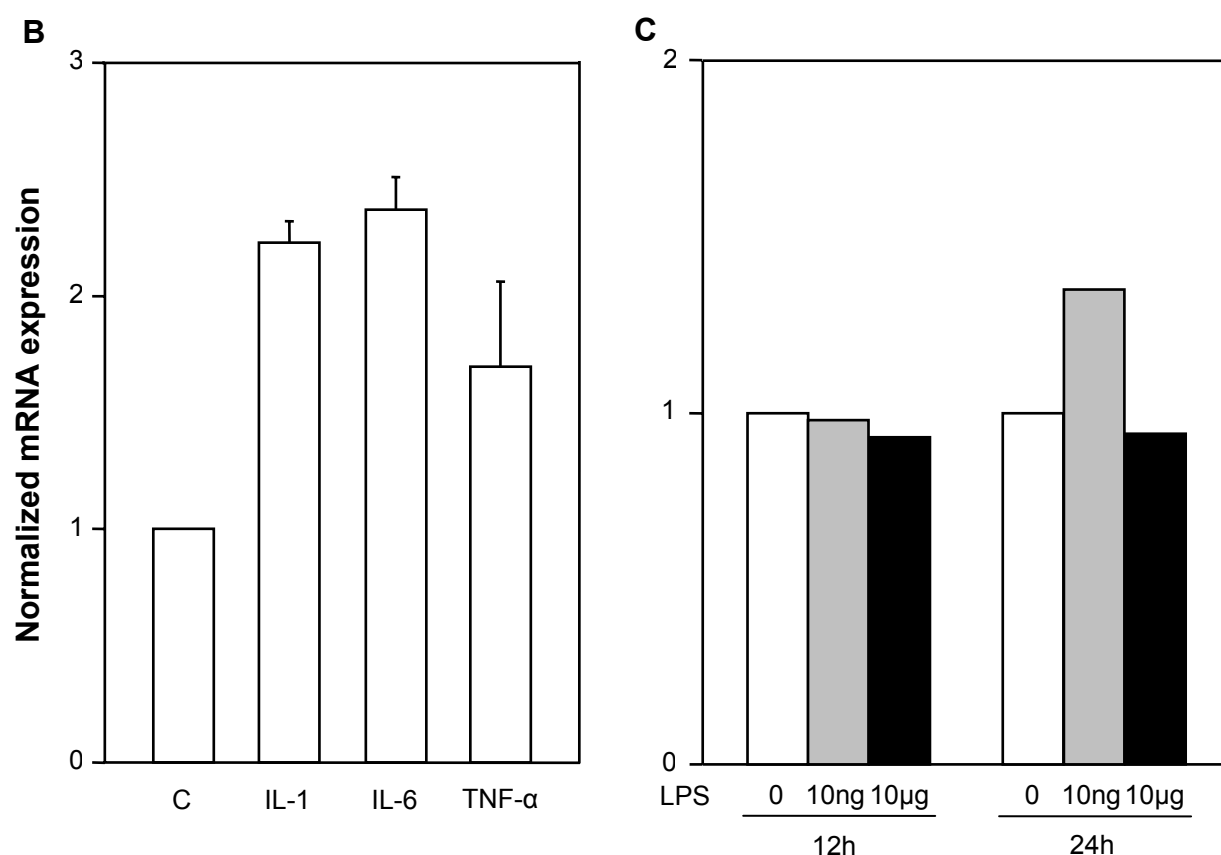 B
Normalized mRNA expression
3
2
1
0
C
IL-1
IL-6
TNF-α
C
2
1
0
LPS
0 10ng 10µg
0 10ng 10µg
12h
24h